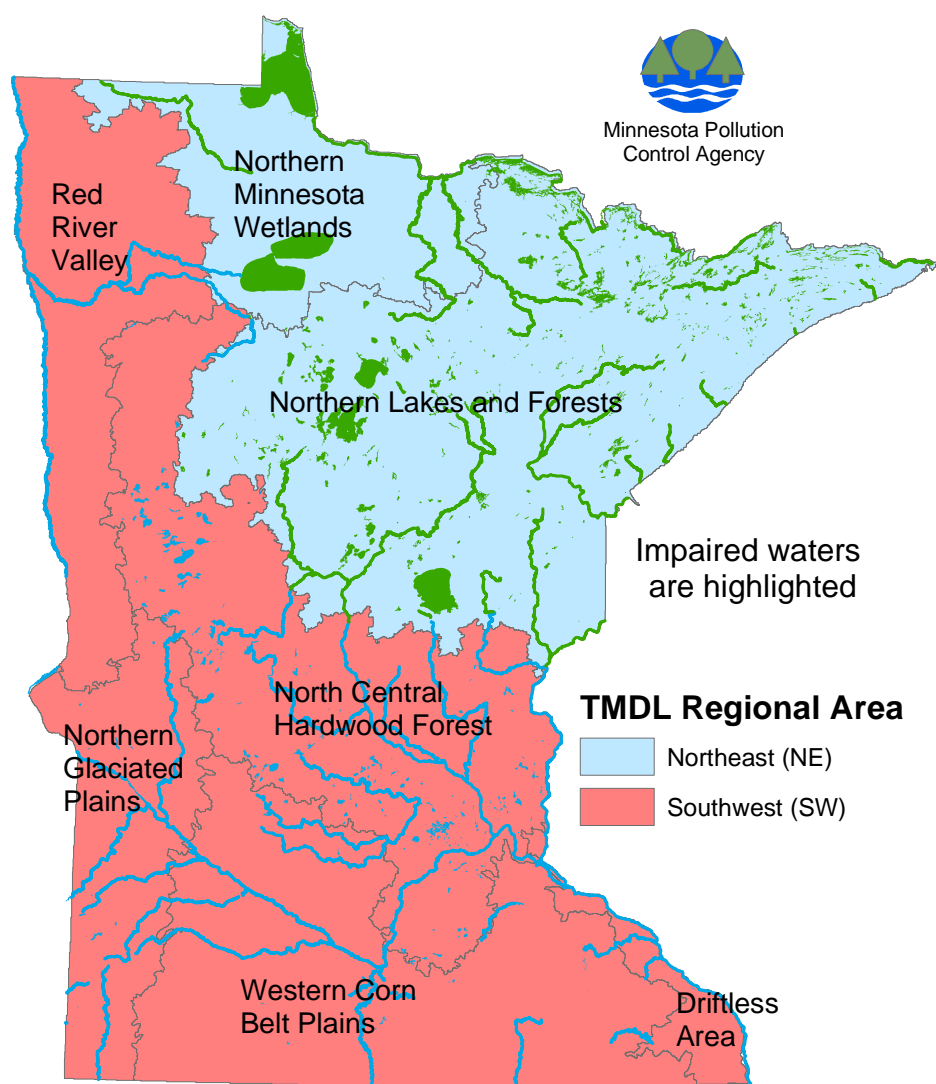 Minnesota Pollution
Control Agency
Northern
Minnesota
Wetlands
Red
River
Valley
Northern Lakes and Forests
Impaired waters
are highlighted
North Central
Hardwood Forest
TMDL Regional Area
Northeast (NE)
Southwest (SW)
Northern
Glaciated
Plains
Western Corn
Belt Plains
Driftless
Area